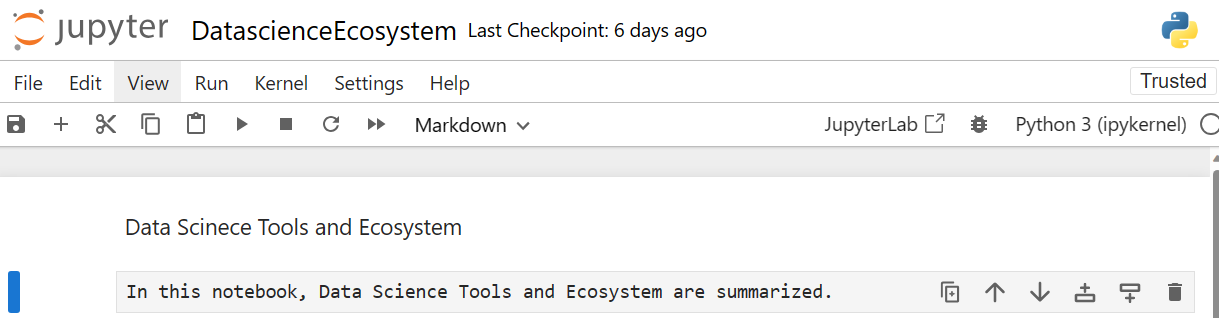 jupyter DatascienceEcosystem Last Checkpoint: 6 days ago
File Edit View Run Kernel Settings Help Trusted
Markdown JupyterLab Python 3 (ipykernel)
Data Scinece Tools and Ecosystem
In this notebook, Data Science Tools and Ecosystem are summarized.